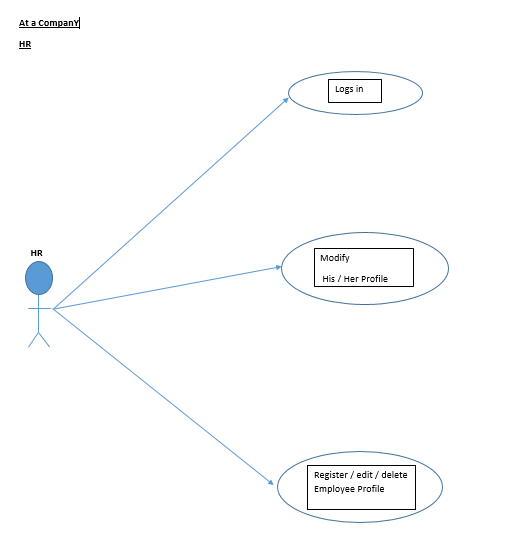 At a CompanY
HR
Logs in
HR
Modify
His / Her Profile
Register / edit / delete
Employee Profile